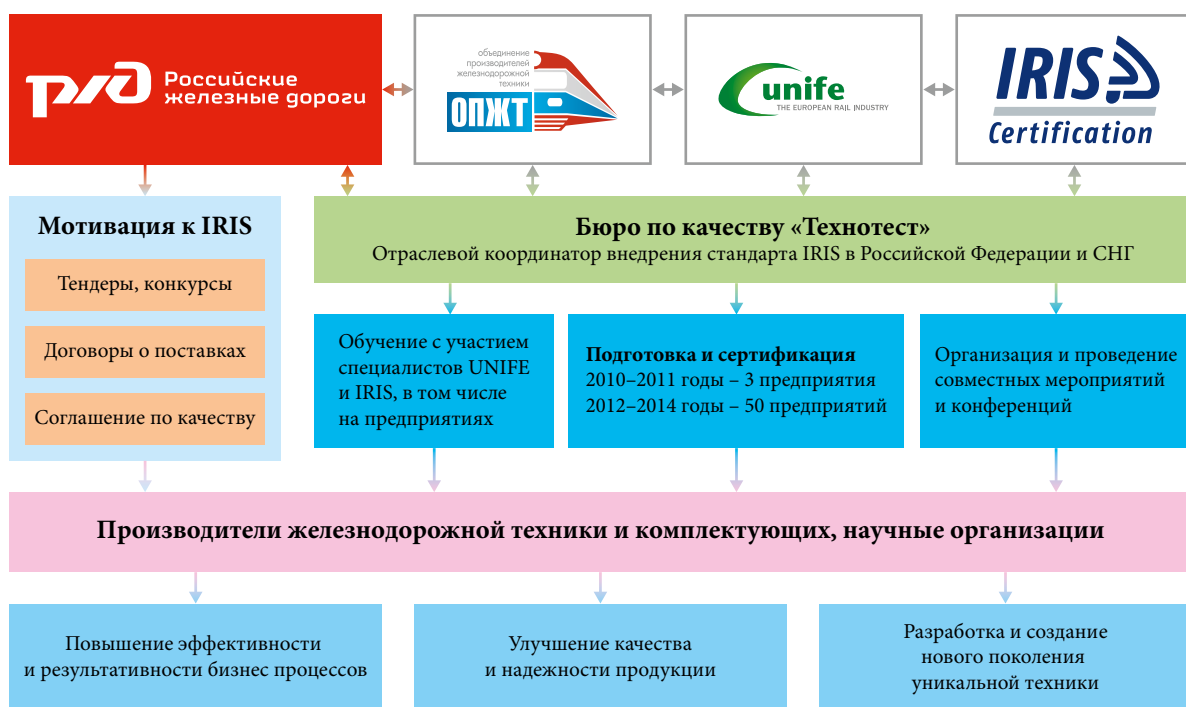 ржд
Российские
железные дороги
объединение
производителей
железнодорожной
техники
ОПЖТ
unife
THE EUROPEAN RAIL INDUSTRY
IRIS
Certification
Мотивация к IRIS
Тендеры, конкурсы
Договоры о поставках
Соглашение по качеству
Бюро по качеству «Технотест»
Отраслевой координатор внедрения стандарта IRIS в Российской Федерации и СНГ
Обучение с участием
специалистов UNIFE
и IRIS, в том числе
на предприятиях
Подготовка и сертификация
2010–2011 годы – 3 предприятия
2012–2014 годы – 50 предприятий
Организация и проведение
совместных мероприятий
и конференций
Производители железнодорожной техники и комплектующих, научные организации
Повышение эффективности
и результативности бизнес процессов
Улучшение качества
и надежности продукции
Разработка и создание
нового поколения
уникальной техники